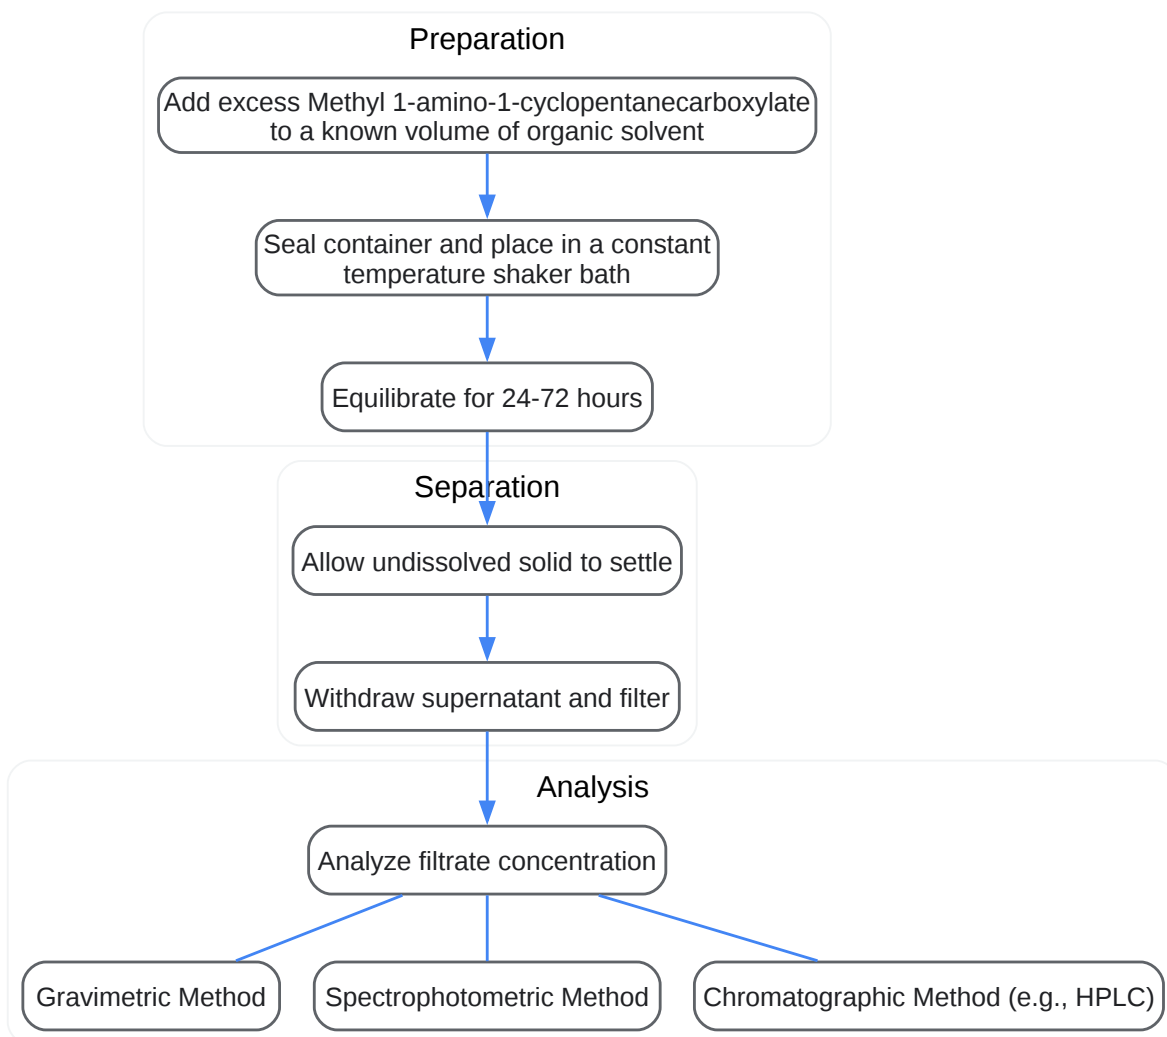 Preparation
Add excess Methyl 1-amino-1-cyclopentanecarboxylate
to a known volume of organic solvent
Seal container and place in a constant
temperature shaker bath
Equilibrate for 24-72 hours
Separation
Allow undissolved solid to settle
Withdraw supernatant and filter
Analysis
Analyze filtrate concentration
Gravimetric Method
Spectrophotometric Method
Chromatographic Method (e.g., HPLC)